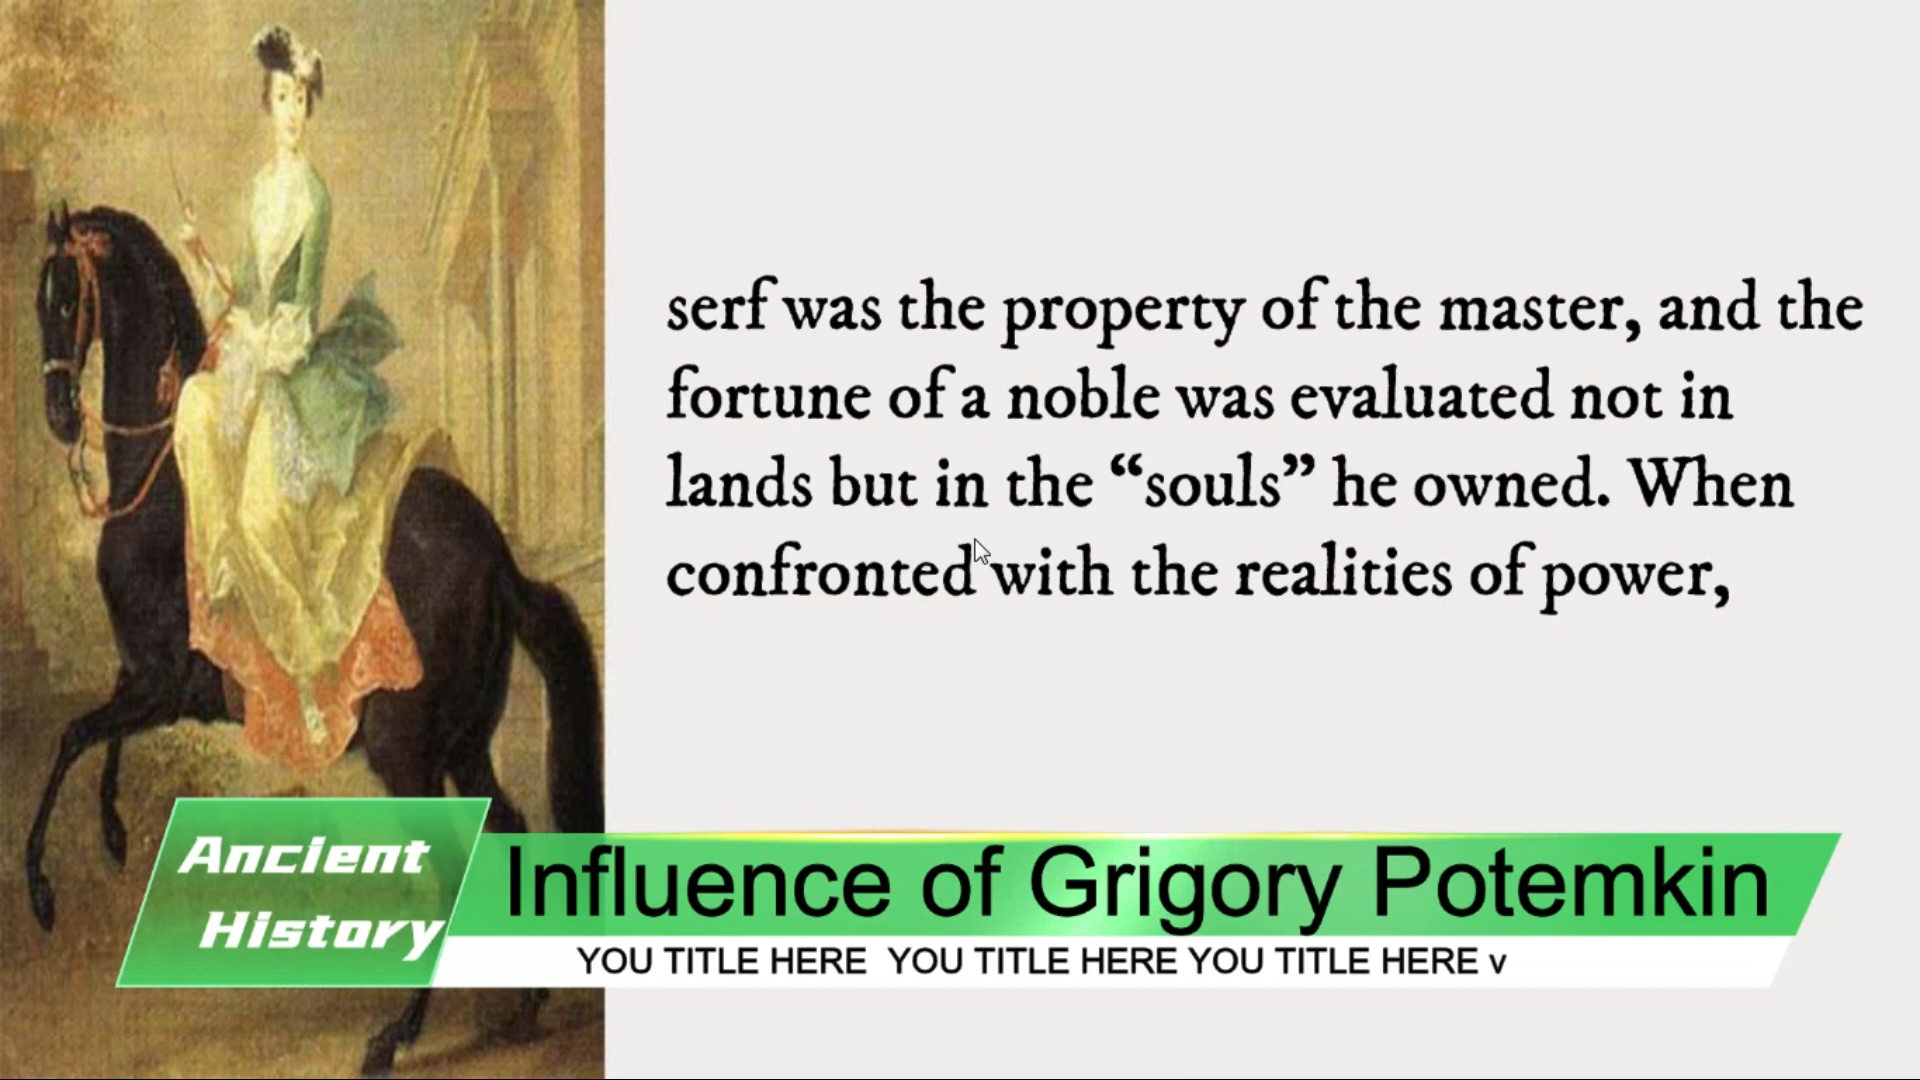 serf was the property of the master, and the
fortune of a noble was evaluated not in
lands but in the “souls” he owned. When
confronted with the realities of power,
Ancient
History
Influence of Grigory Potemkin
YOU TITLE HERE  YOU TITLE HERE YOU TITLE HERE v